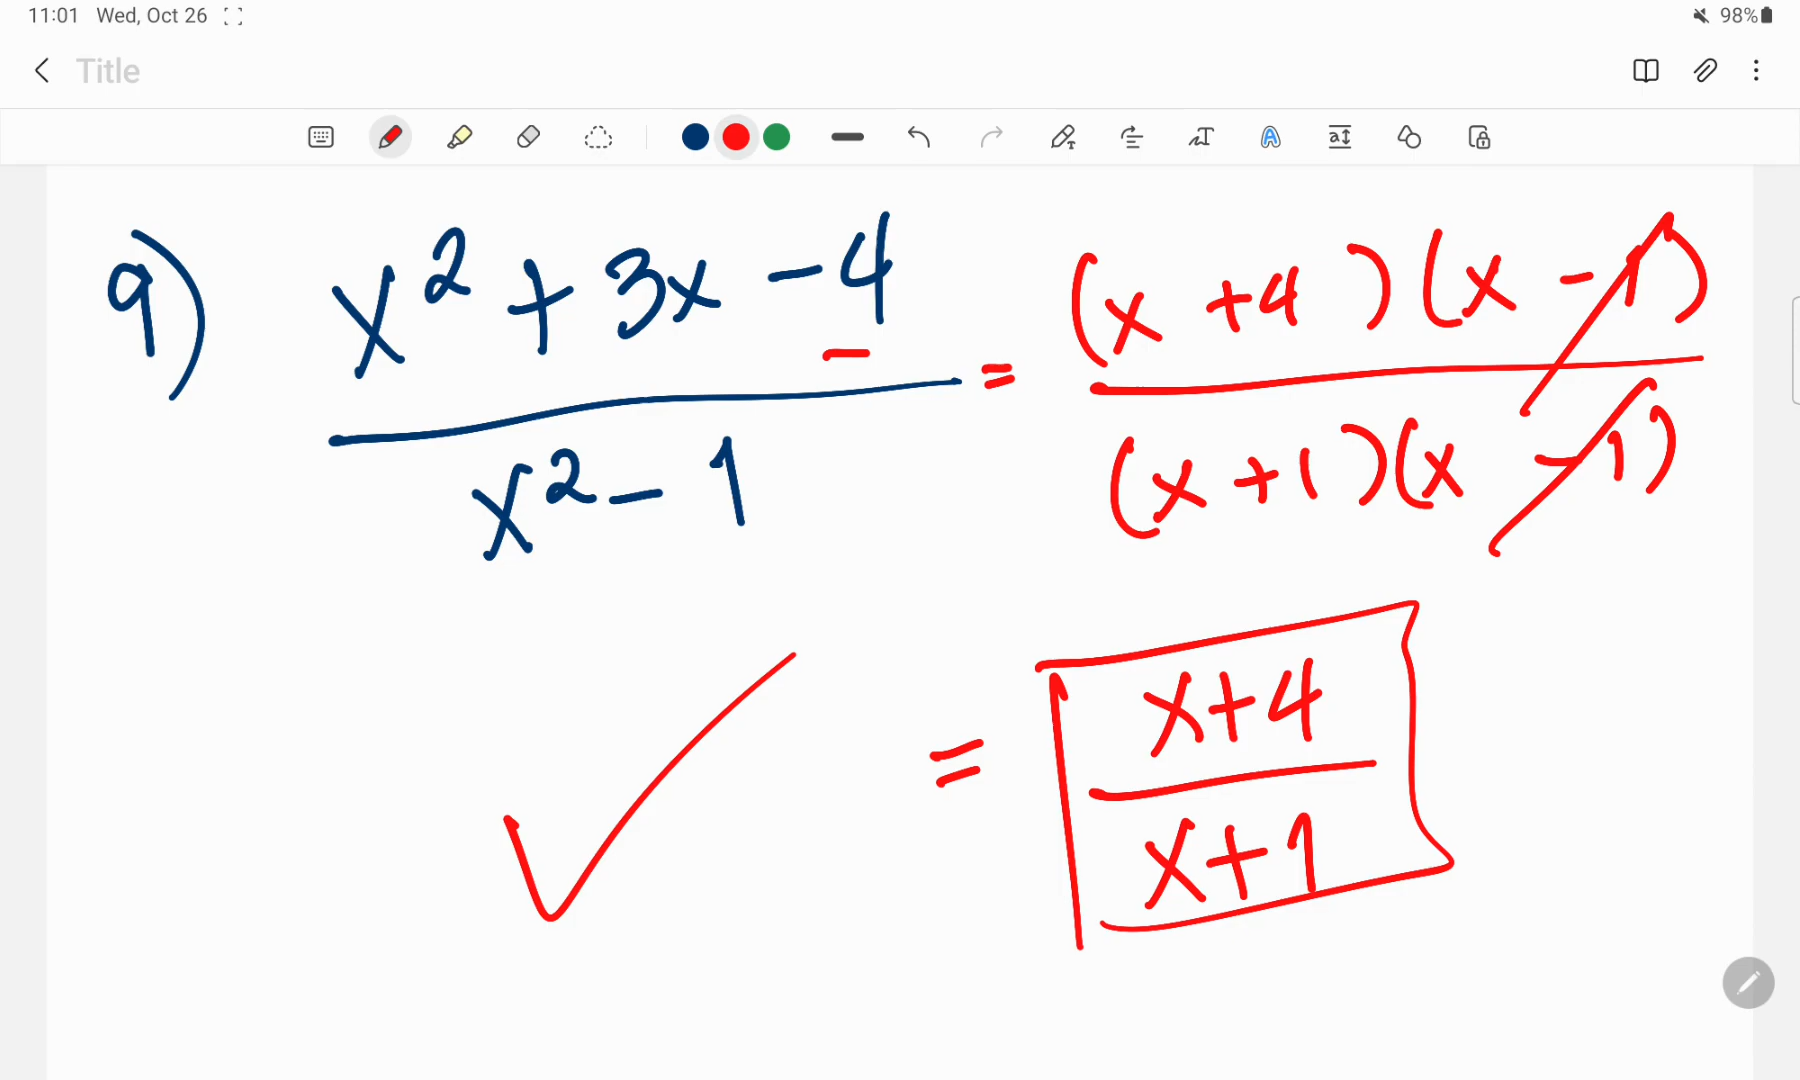 11:01 Wed, Oct 26 98%
Title
9) (x² + 3x - 4)/(x² - 1) = ((x + 4)(x - 1))/((x + 1)(x - 1))
= (x + 4)/(x + 1)